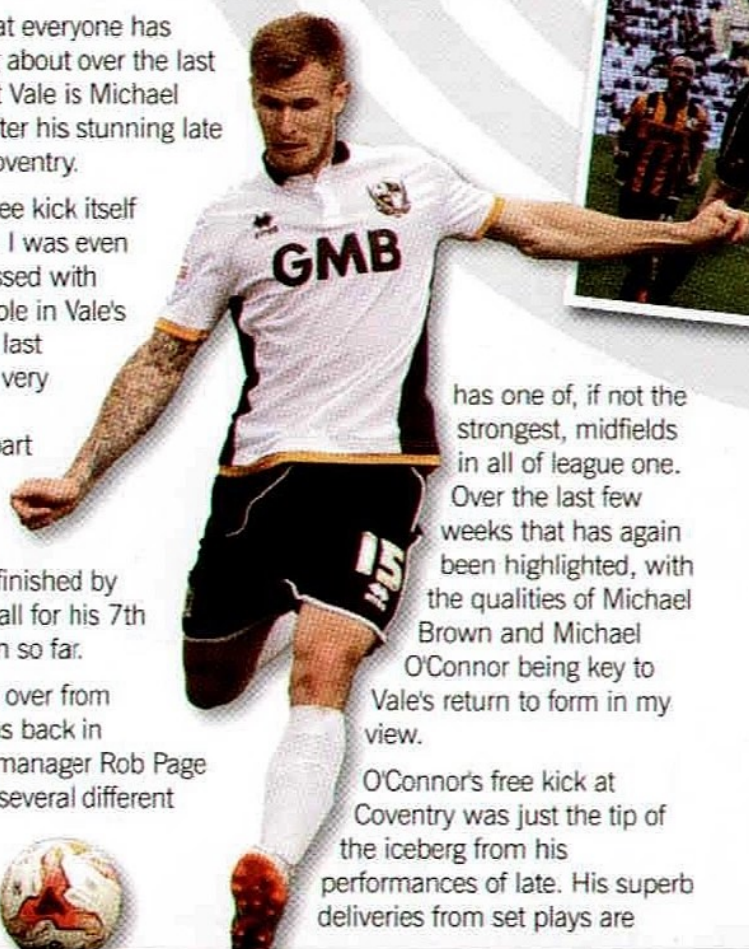 at everyone has
about over the last
Vale is Michael
ter his stunning late
oventry.
ee kick itself
I was even
ssed with
ole in Vale's
last
very
part
finished by
all for his 7th
n so far.
over from
s back in
manager Rob Page
several different
GMB
15
has one of, if not the
strongest, midfields
in all of league one.
Over the last few
weeks that has again
been highlighted, with
the qualities of Michael
Brown and Michael
O'Connor being key to
Vale's return to form in my
view.
O'Connor's free kick at
Coventry was just the tip of
the iceberg from his
performances of late. His superb
deliveries from set plays are